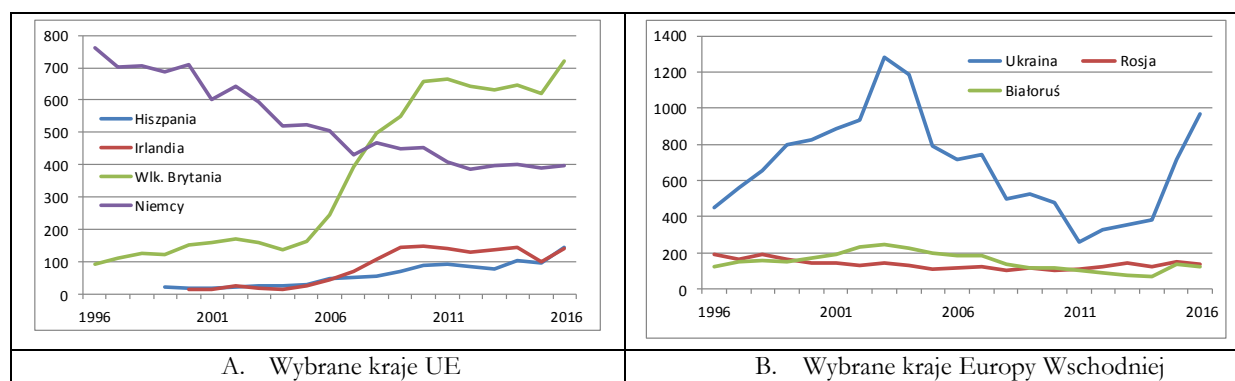 800
700
600
500
400
300
200
100
0
Hiszpania
Irlandia
Wlk. Brytania
Niemcy
1996 2001 2006 2011 2016
1400
1200
1000
800
600
400
200
0
Ukraina Rosja
Białoruś
1996 2001 2006 2011 2016
A. Wybrane kraje UE
B. Wybrane kraje Europy Wschodniej